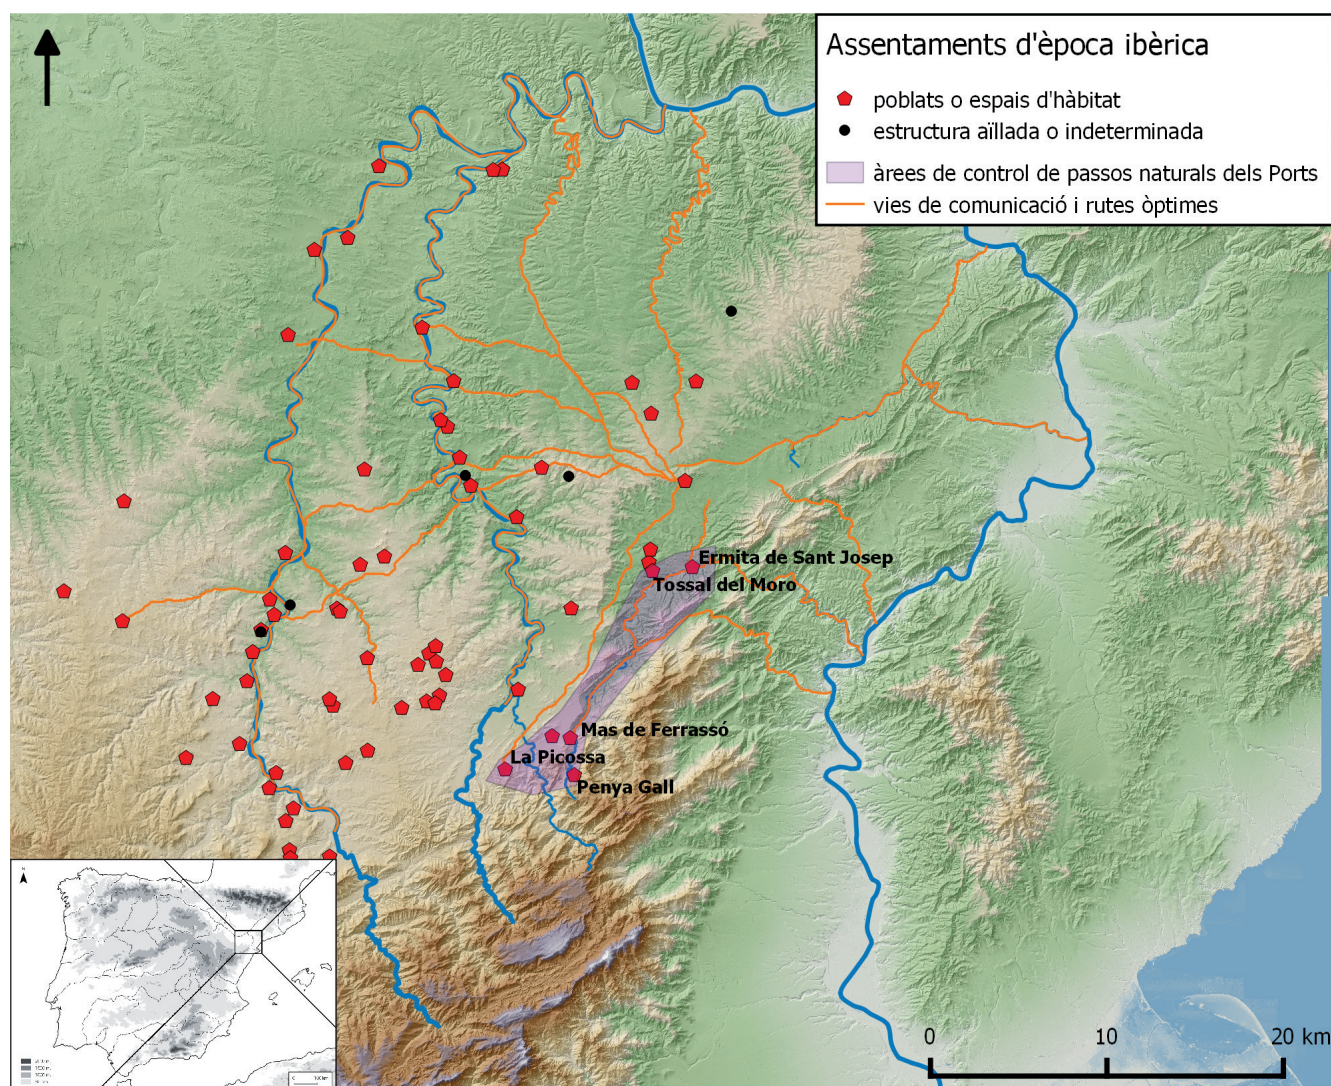 Assentaments d'època ibèrica
poblats o espais d'hàbitat
estructura aïllada o indeterminada
àrees de control de passos naturals dels Ports
vies de comunicació i rutes òptimes
Ermita de Sant Josep
Tossal del Moro
Mas de Ferrassó
La Picossa
Penya Gall
N
0 10 20 km